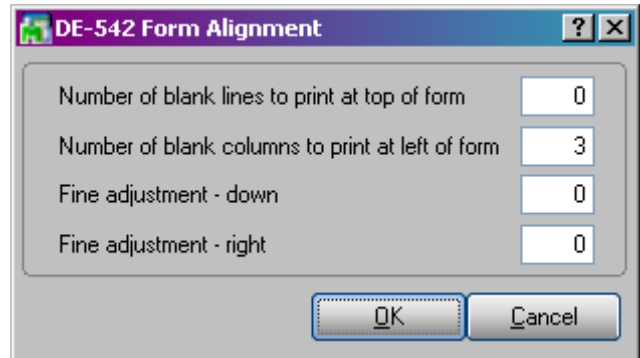 DE-542 Form Alignment ? X
Number of blank lines to print at top of form 0
Number of blank columns to print at left of form 3
Fine adjustment - down 0
Fine adjustment - right 0
OK Cancel